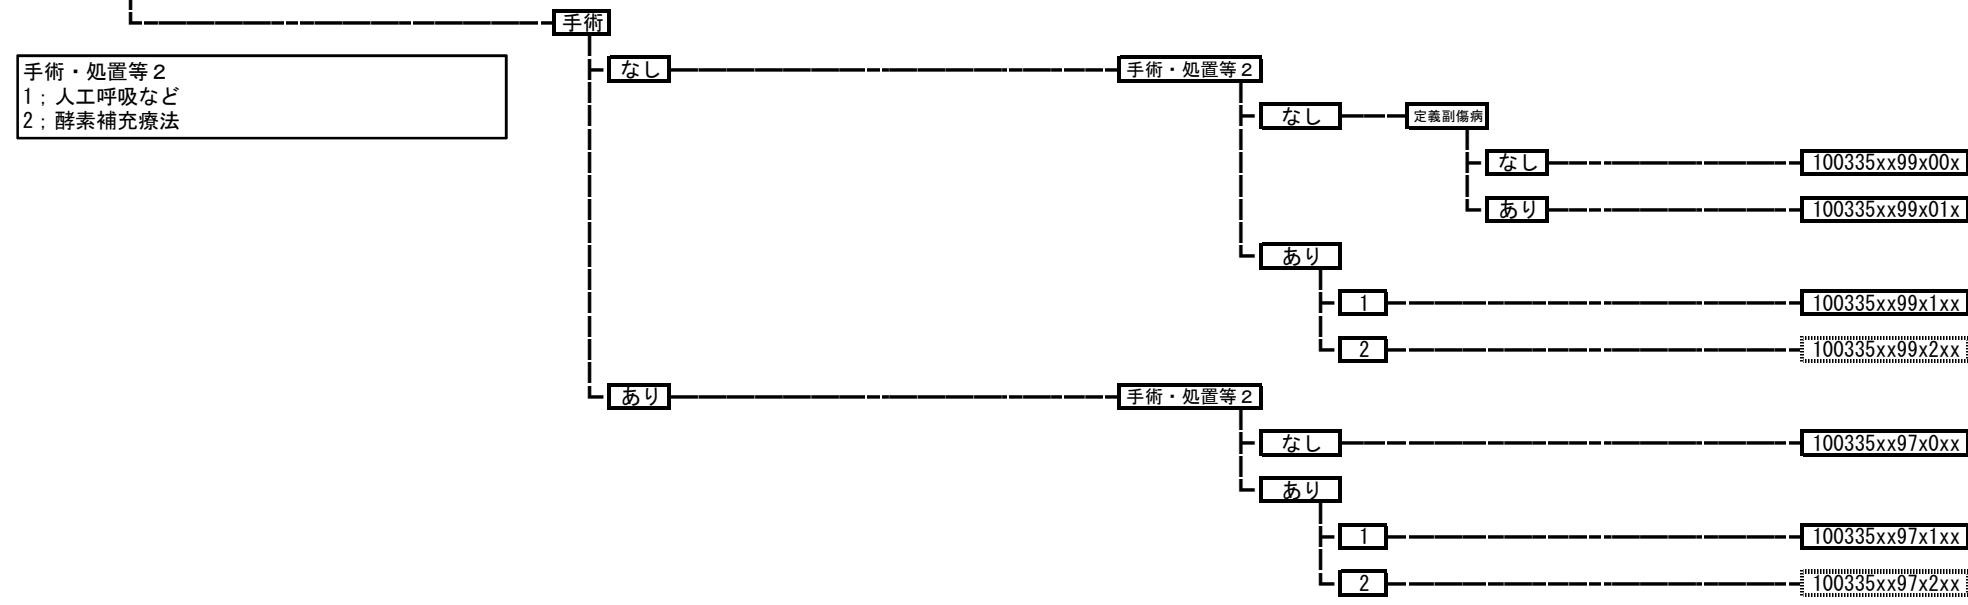 手術
手術・処置等2
1；人工呼吸など
2；酵素補充療法
なし
手術・処置等2
なし
定義副傷病
なし
100335xx99x00x
あり
100335xx99x01x
あり
1
100335xx99x1xx
2
100335xx99x2xx
あり
手術・処置等2
なし
100335xx97x0xx
あり
1
100335xx97x1xx
2
100335xx97x2xx